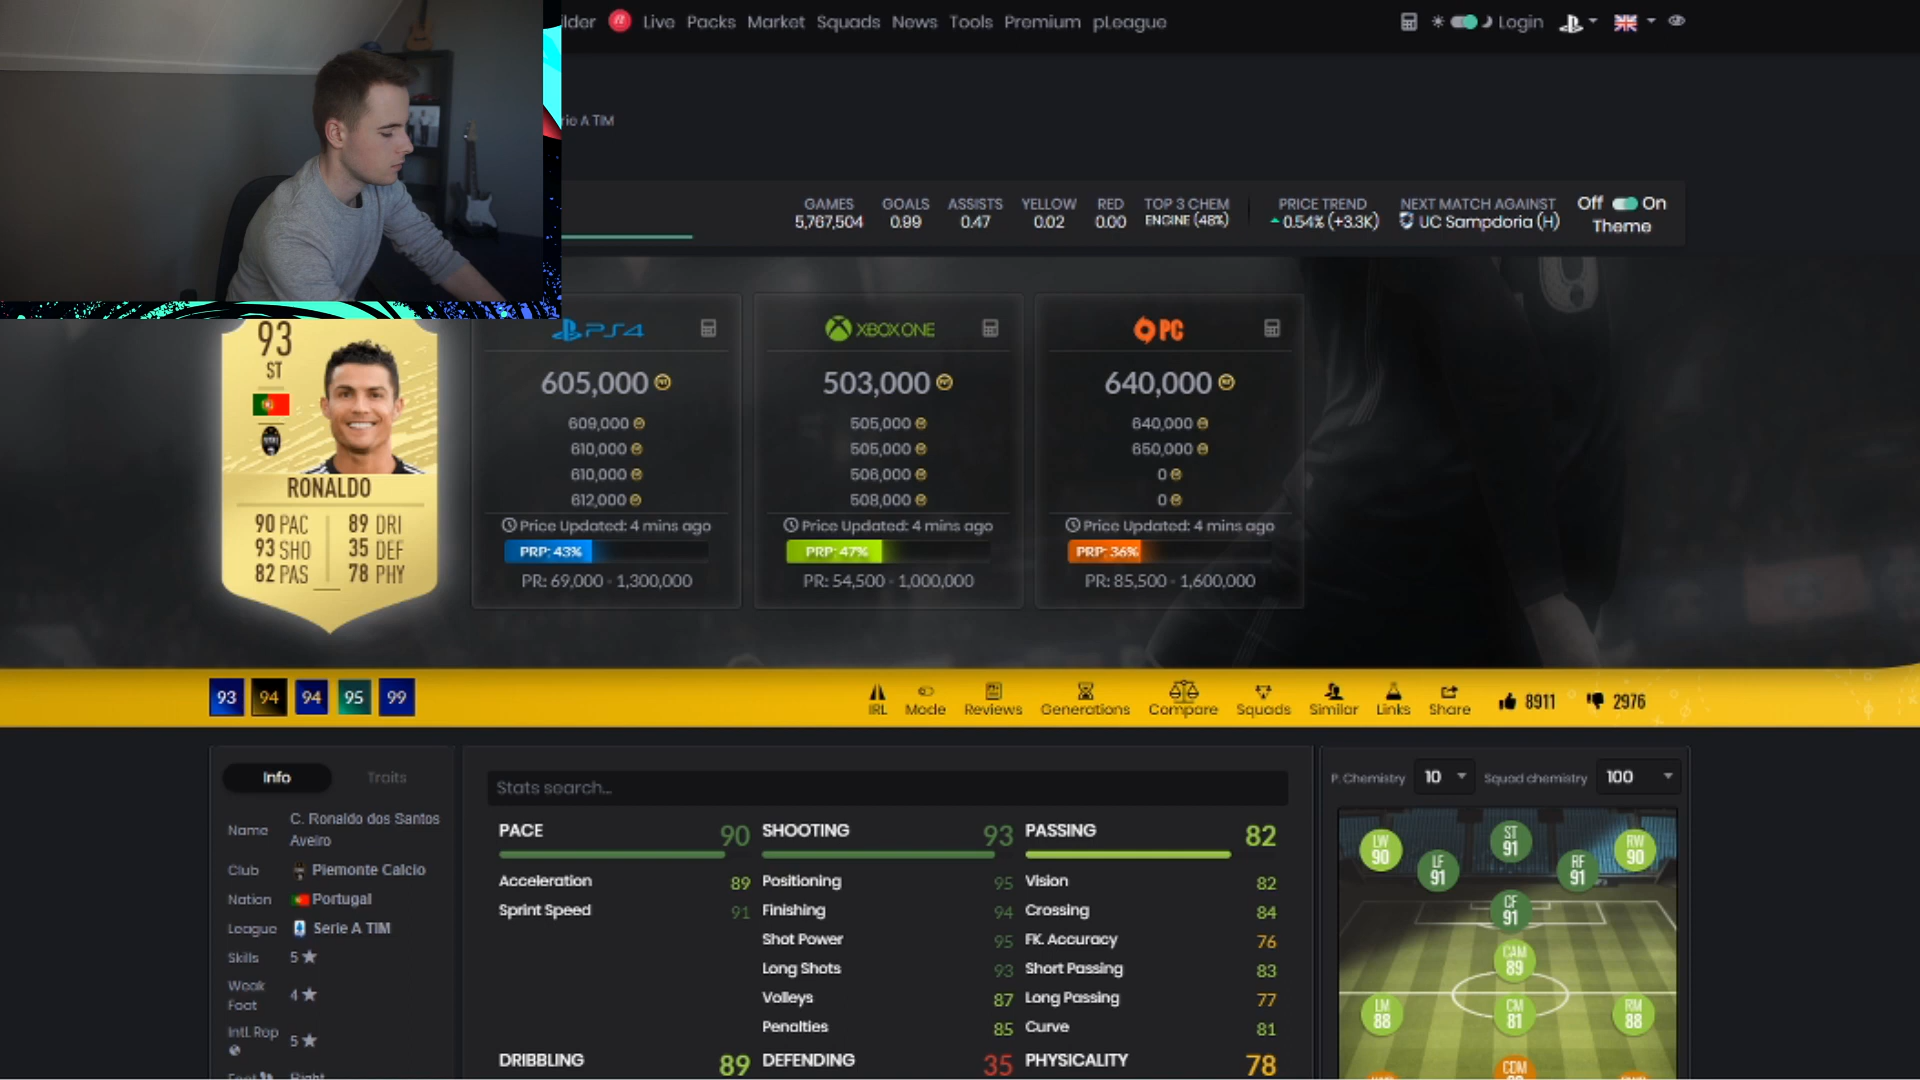 Live Packs Market Squads News Tools Premium pLeague
Login
A TIM
GAMES GOALS ASSISTS YELLOW RED TOP 3 CHEM PRICE TREND NEXT MATCH AGAINST Off On
5,767,504 0.99 0.47 0.02 0.00 ENGINE (48%) 0.54% (+3.3K) UC Sampdoria (H) Theme
93
ST
RONALDO
90 PAC 89 DRI
93 SHO 35 DEF
82 PAS 78 PHY
PS4
605,000
609,000
610,000
610,000
612,000
Price Updated: 4 mins ago
PRP: 43%
PR: 69,000 - 1,300,000
XBOX ONE
503,000
505,000
505,000
506,000
508,000
Price Updated: 4 mins ago
PRP: 47%
PR: 54,500 - 1,000,000
PC
640,000
640,000
650,000
0
0
Price Updated: 4 mins ago
PRP: 36%
PR: 85,500 - 1,600,000
93 94 94 95 99
IRL Mode Reviews Generations Compare Squads Similar Links Share 8911 2976
Info Traits
Name C. Ronaldo dos Santos Aveiro
Club Piemonte Calcio
Nation Portugal
League Serie A TIM
Skills 5
Weak Foot 4
Intl. Rep 5
Stats search...
PACE 90
Acceleration 89
Sprint Speed 91
SHOOTING 93
Positioning 95
Finishing 94
Shot Power 95
Long Shots 93
Volleys 87
Penalties 85
PASSING 82
Vision 82
Crossing 84
FK. Accuracy 76
Short Passing 83
Long Passing 77
Curve 81
DRIBBLING 89 DEFENDING 35 PHYSICALITY 78
P. Chemistry 10 Squad chemistry 100
LW 90
ST 91
RW 90
LF 91
RF 91
CF 91
CAM 89
LM 88
CM 81
RM 88
CDM